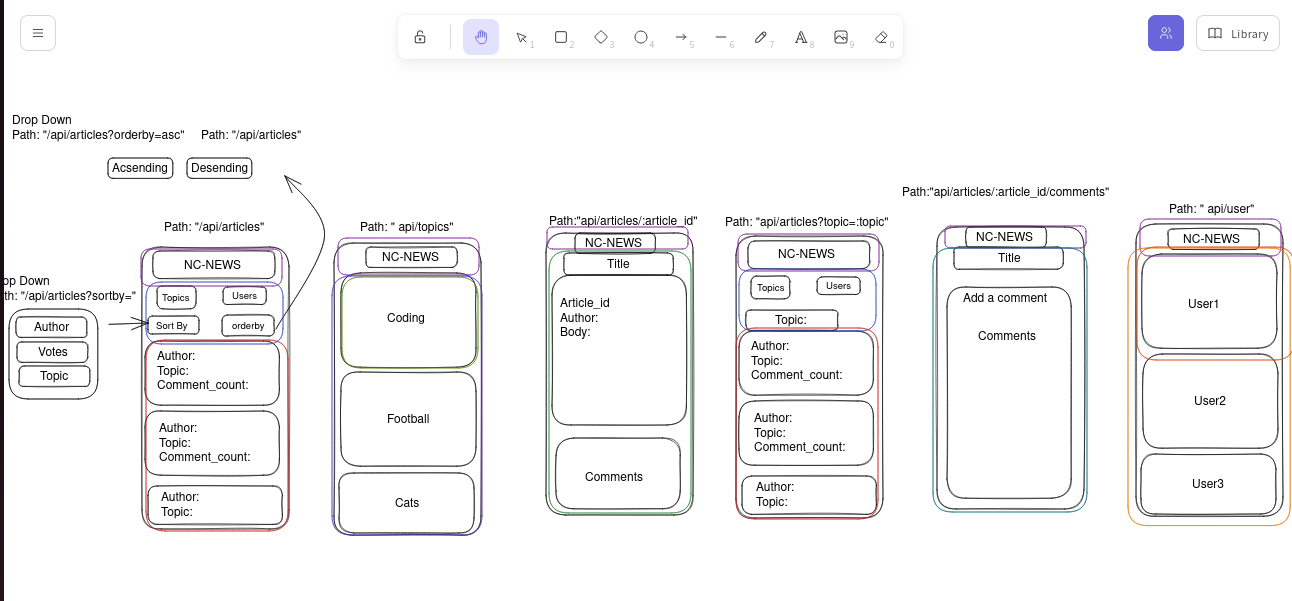 1
2
3
4
5
6
7
8
9
0
Library
Drop Down
Path: "/api/articles?orderby=asc"
Path: "/api/articles"
Acsending
Desending
Path: "/api/articles"
NC-NEWS
Topics
Users
Sort By
orderby
Author:
Topic:
Comment_count:
Author:
Topic:
Comment_count:
Author:
Topic:
op Down
th: "/api/articles?sortby="
Author
Votes
Topic
Path: " api/topics"
NC-NEWS
Coding
Football
Cats
Path:"api/articles/:article_id"
NC-NEWS
Title
Article_id
Author:
Body:
Comments
Path: "api/articles?topic=:topic"
NC-NEWS
Topics
Users
Topic:
Author:
Topic:
Comment_count:
Author:
Topic:
Comment_count:
Author:
Topic:
Path:"api/articles/:article_id/comments"
NC-NEWS
Title
Add a comment
Comments
Path: " api/user"
NC-NEWS
User1
User2
User3